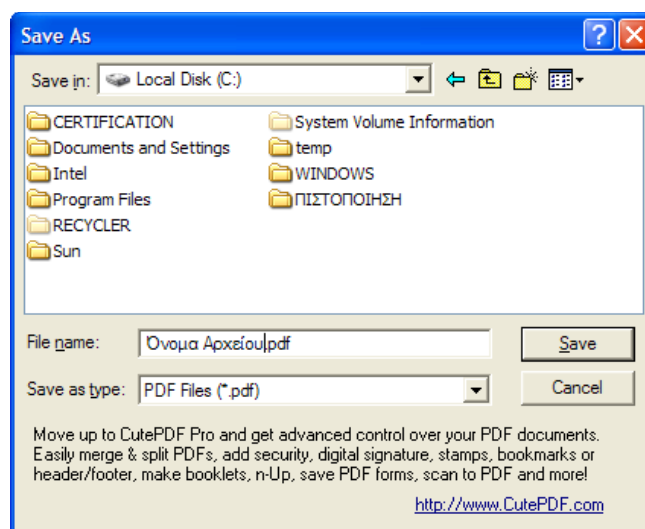 Save As
Save in: Local Disk (C:)
CERTIFICATION
Documents and Settings
Intel
Program Files
RECYCLER
Sun
System Volume Information
temp
WINDOWS
ΠΙΣΤΟΠΟΙΗΣΗ
File name: Όνομα Αρχείου.pdf Save
Save as type: PDF Files (*.pdf) Cancel
Move up to CutePDF Pro and get advanced control over your PDF documents.
Easily merge & split PDFs, add security, digital signature, stamps, bookmarks or
header/footer, make booklets, n-Up, save PDF forms, scan to PDF and more!
http://www.CutePDF.com